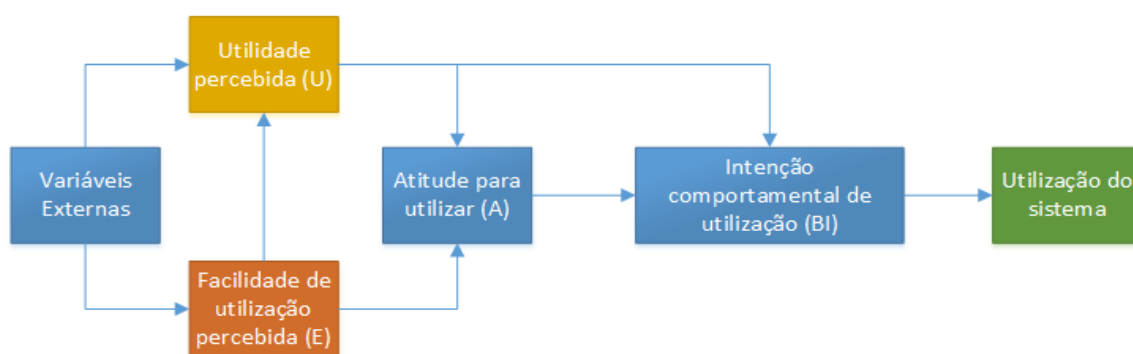 Utilidade
percebida (U)
Variáveis
Externas
Atitude para
utilizar (A)
Intenção
comportamental de
utilização (BI)
Utilização do
sistema
Facilidade de
utilização
percebida (E)